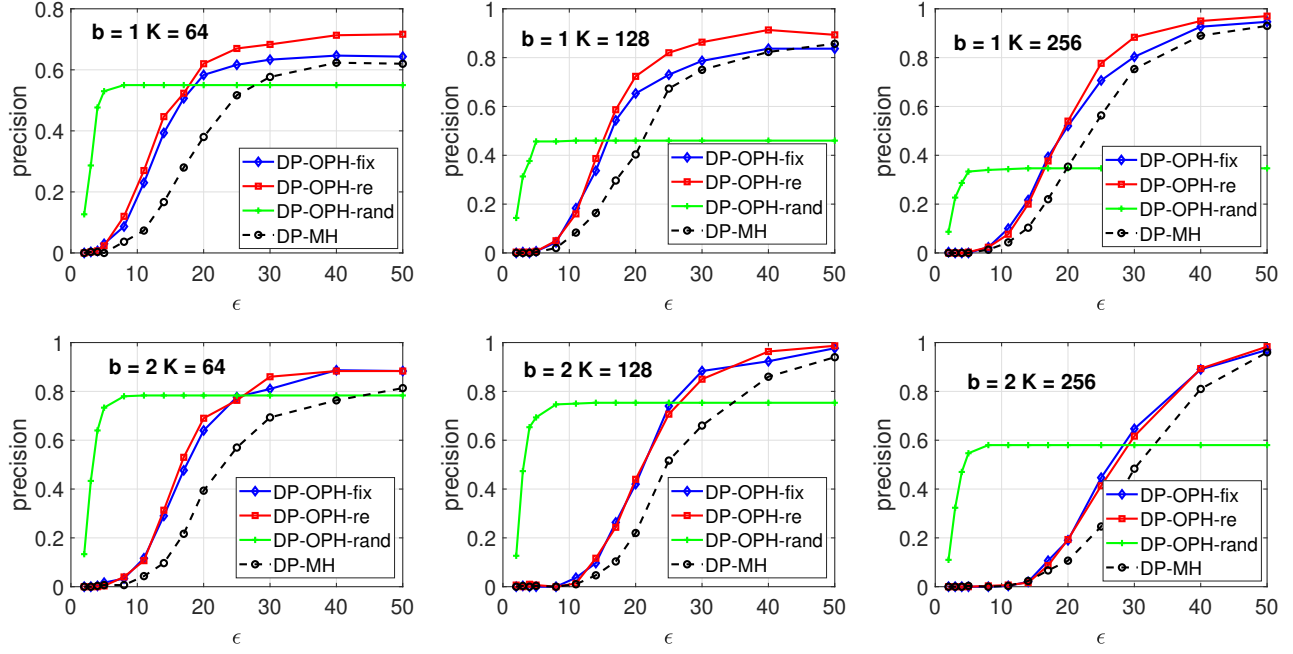 b = 1 K = 64
precision
0.8
0.6
0.4
0.2
0
0 10 20 30 40 50
ϵ
DP-OPH-fix
DP-OPH-re
DP-OPH-rand
DP-MH
b = 1 K = 128
precision
1
0.8
0.6
0.4
0.2
0
0 10 20 30 40 50
ϵ
DP-OPH-fix
DP-OPH-re
DP-OPH-rand
DP-MH
b = 1 K = 256
precision
1
0.8
0.6
0.4
0.2
0
0 10 20 30 40 50
ϵ
DP-OPH-fix
DP-OPH-re
DP-OPH-rand
DP-MH
b = 2 K = 64
precision
1
0.8
0.6
0.4
0.2
0
0 10 20 30 40 50
ϵ
DP-OPH-fix
DP-OPH-re
DP-OPH-rand
DP-MH
b = 2 K = 128
precision
1
0.8
0.6
0.4
0.2
0
0 10 20 30 40 50
ϵ
DP-OPH-fix
DP-OPH-re
DP-OPH-rand
DP-MH
b = 2 K = 256
precision
1
0.8
0.6
0.4
0.2
0
0 10 20 30 40 50
ϵ
DP-OPH-fix
DP-OPH-re
DP-OPH-rand
DP-MH